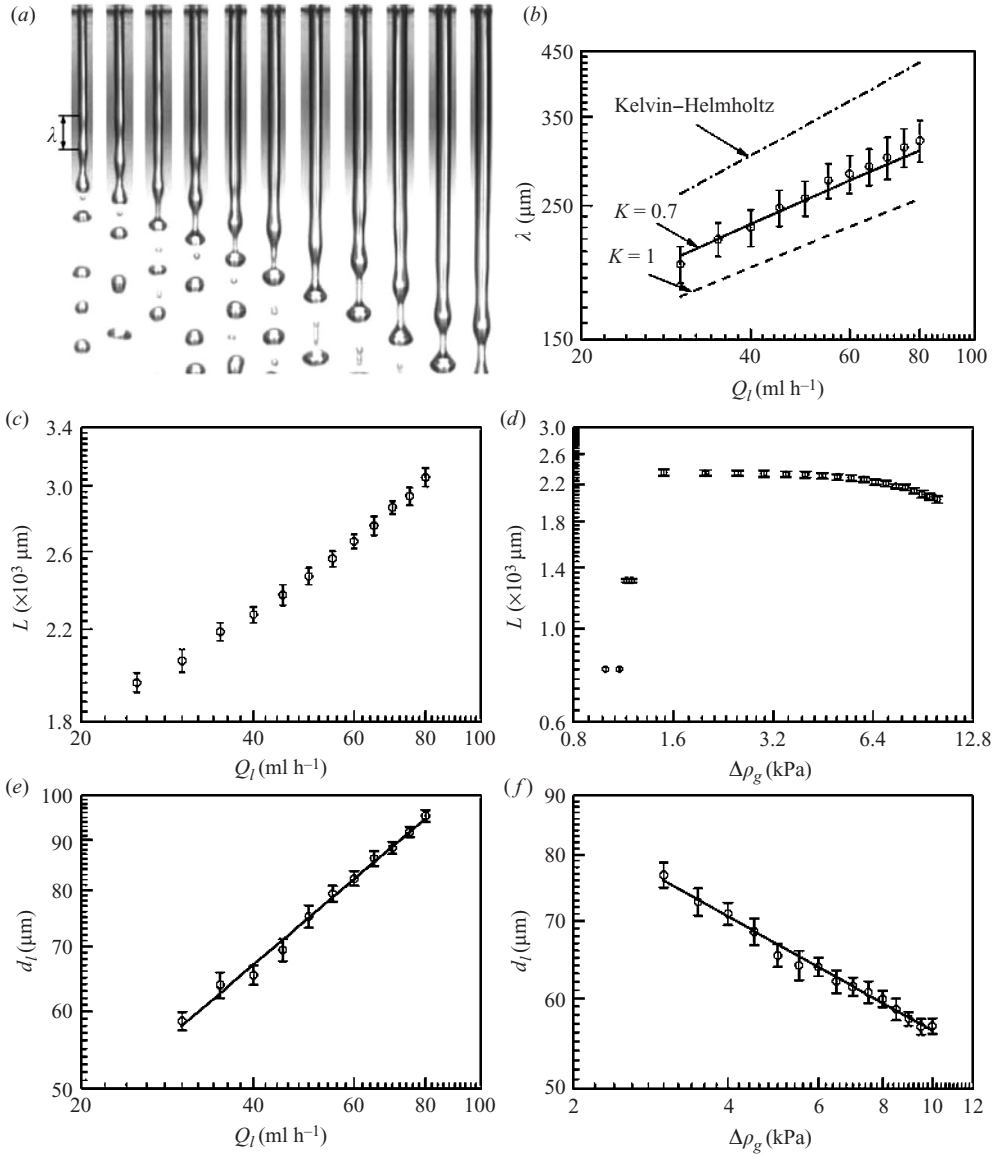 (a)
λ
(b)
450
350
250
150
λ (µm)
Kelvin–Helmholtz
K = 0.7
K = 1
20
40
60
80
100
Q_l (ml h⁻¹)
(c)
3.4
3.0
2.6
2.2
1.8
L (×10³ µm)
20
40
60
80
100
Q_l (ml h⁻¹)
(d)
3.0
2.6
2.2
1.8
1.4
1.0
0.6
L (×10³ µm)
0.8
1.6
3.2
6.4
12.8
Δρ_g (kPa)
(e)
100
90
80
70
60
50
d_l (µm)
20
40
60
80
100
Q_l (ml h⁻¹)
(f)
90
80
70
60
50
d_l (µm)
2
4
6
8
10
12
Δρ_g (kPa)